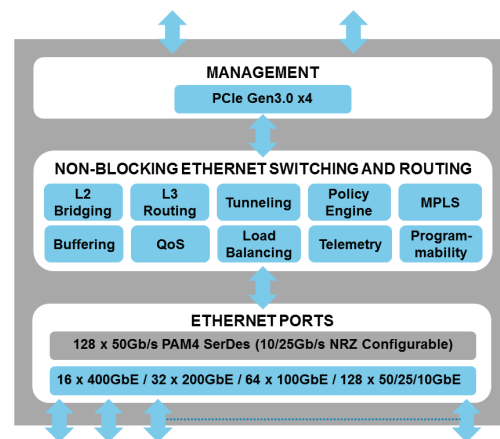 MANAGEMENT
PCIe Gen3.0 x4
NON-BLOCKING ETHERNET SWITCHING AND ROUTING
L2 Bridging
L3 Routing
Tunneling
Policy Engine
MPLS
Buffering
QoS
Load Balancing
Telemetry
Program-mability
ETHERNET PORTS
128 x 50Gb/s PAM4 SerDes (10/25Gb/s NRZ Configurable)
16 x 400GbE / 32 x 200GbE / 64 x 100GbE / 128 x 50/25/10GbE